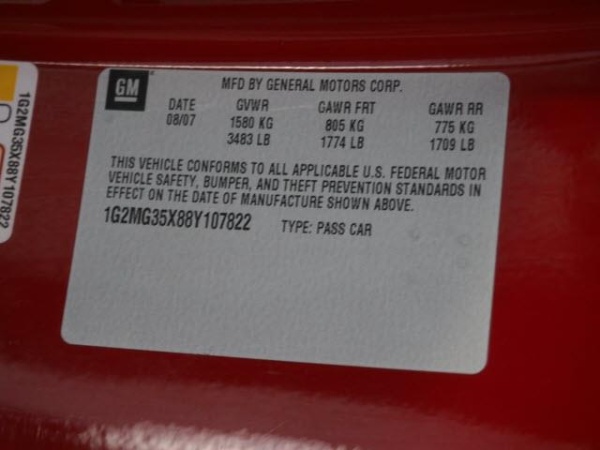 GM
MFD BY GENERAL MOTORS CORP.
DATE GVWR GAWR FRT GAWR RR
08/07 1580 KG 805 KG 775 KG
3483 LB 1774 LB 1709 LB
THIS VEHICLE CONFORMS TO ALL APPLICABLE U.S. FEDERAL MOTOR
VEHICLE SAFETY, BUMPER, AND THEFT PREVENTION STANDARDS IN
EFFECT ON THE DATE OF MANUFACTURE SHOWN ABOVE.
1G2MG35X88Y107822 TYPE: PASS CAR
1G2MG35X88Y107822